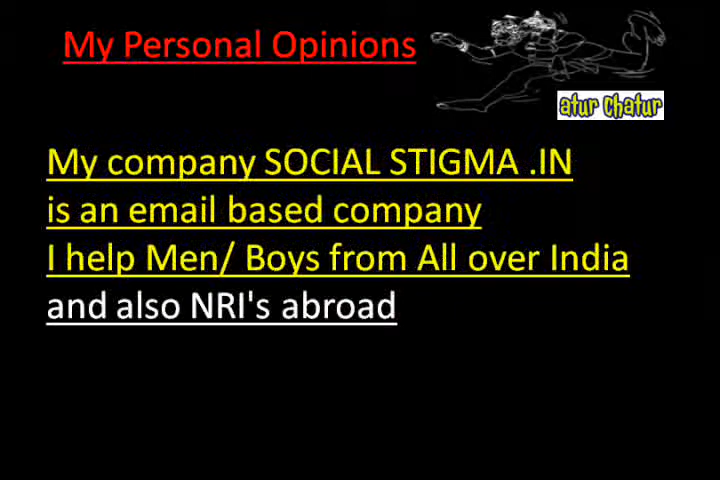 My Personal Opinions
atur chatur
My company SOCIAL STIGMA .IN
is an email based company
I help Men/ Boys from All over India
and also NRI's abroad